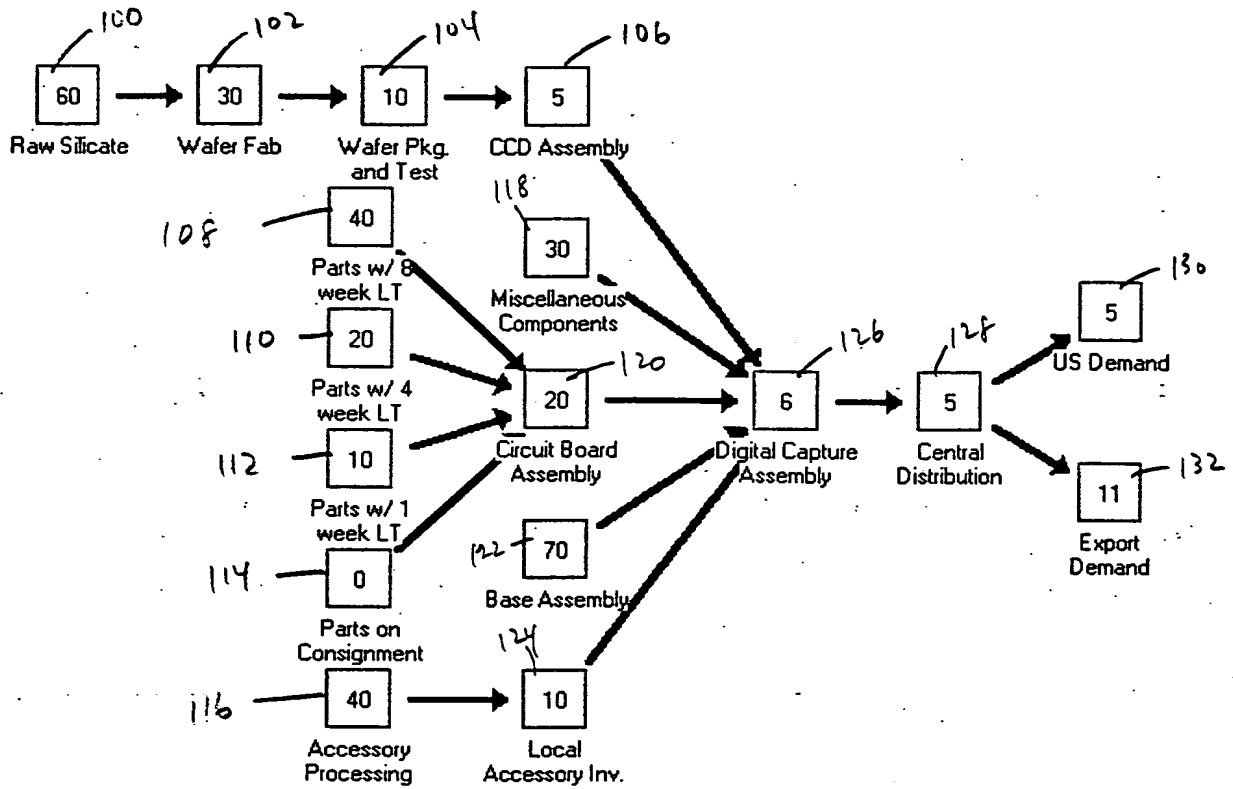 100
102
104
106
60
30
10
5
Raw Silicate
Wafer Fab
Wafer Pkg.
and Test
CCD Assembly
108
40
Parts w/ 8
week LT
118
30
Miscellaneous
Components
110
20
Parts w/ 4
week LT
112
10
Parts w/ 1
week LT
114
0
Parts on
Consignment
116
40
Accessory
Processing
120
20
Circuit Board
Assembly
122
70
Base Assembly
124
10
Local
Accessory Inv.
126
6
Digital Capture
Assembly
128
5
Central
Distribution
130
5
US Demand
132
11
Export
Demand